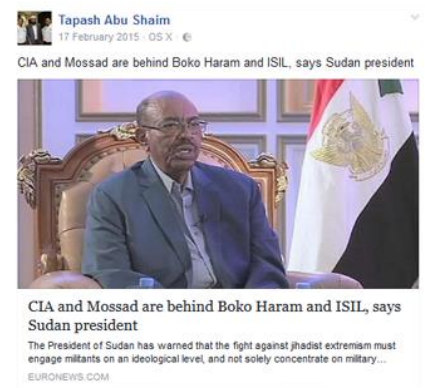 Tapash Abu Shaim
17 February 2015 · OS X ·
CIA and Mossad are behind Boko Haram and ISIL, says Sudan president
CIA and Mossad are behind Boko Haram and ISIL, says
Sudan president
The President of Sudan has warned that the fight against jihadist extremism must
engage militants on an ideological level, and not solely concentrate on military...
EURONEWS.COM